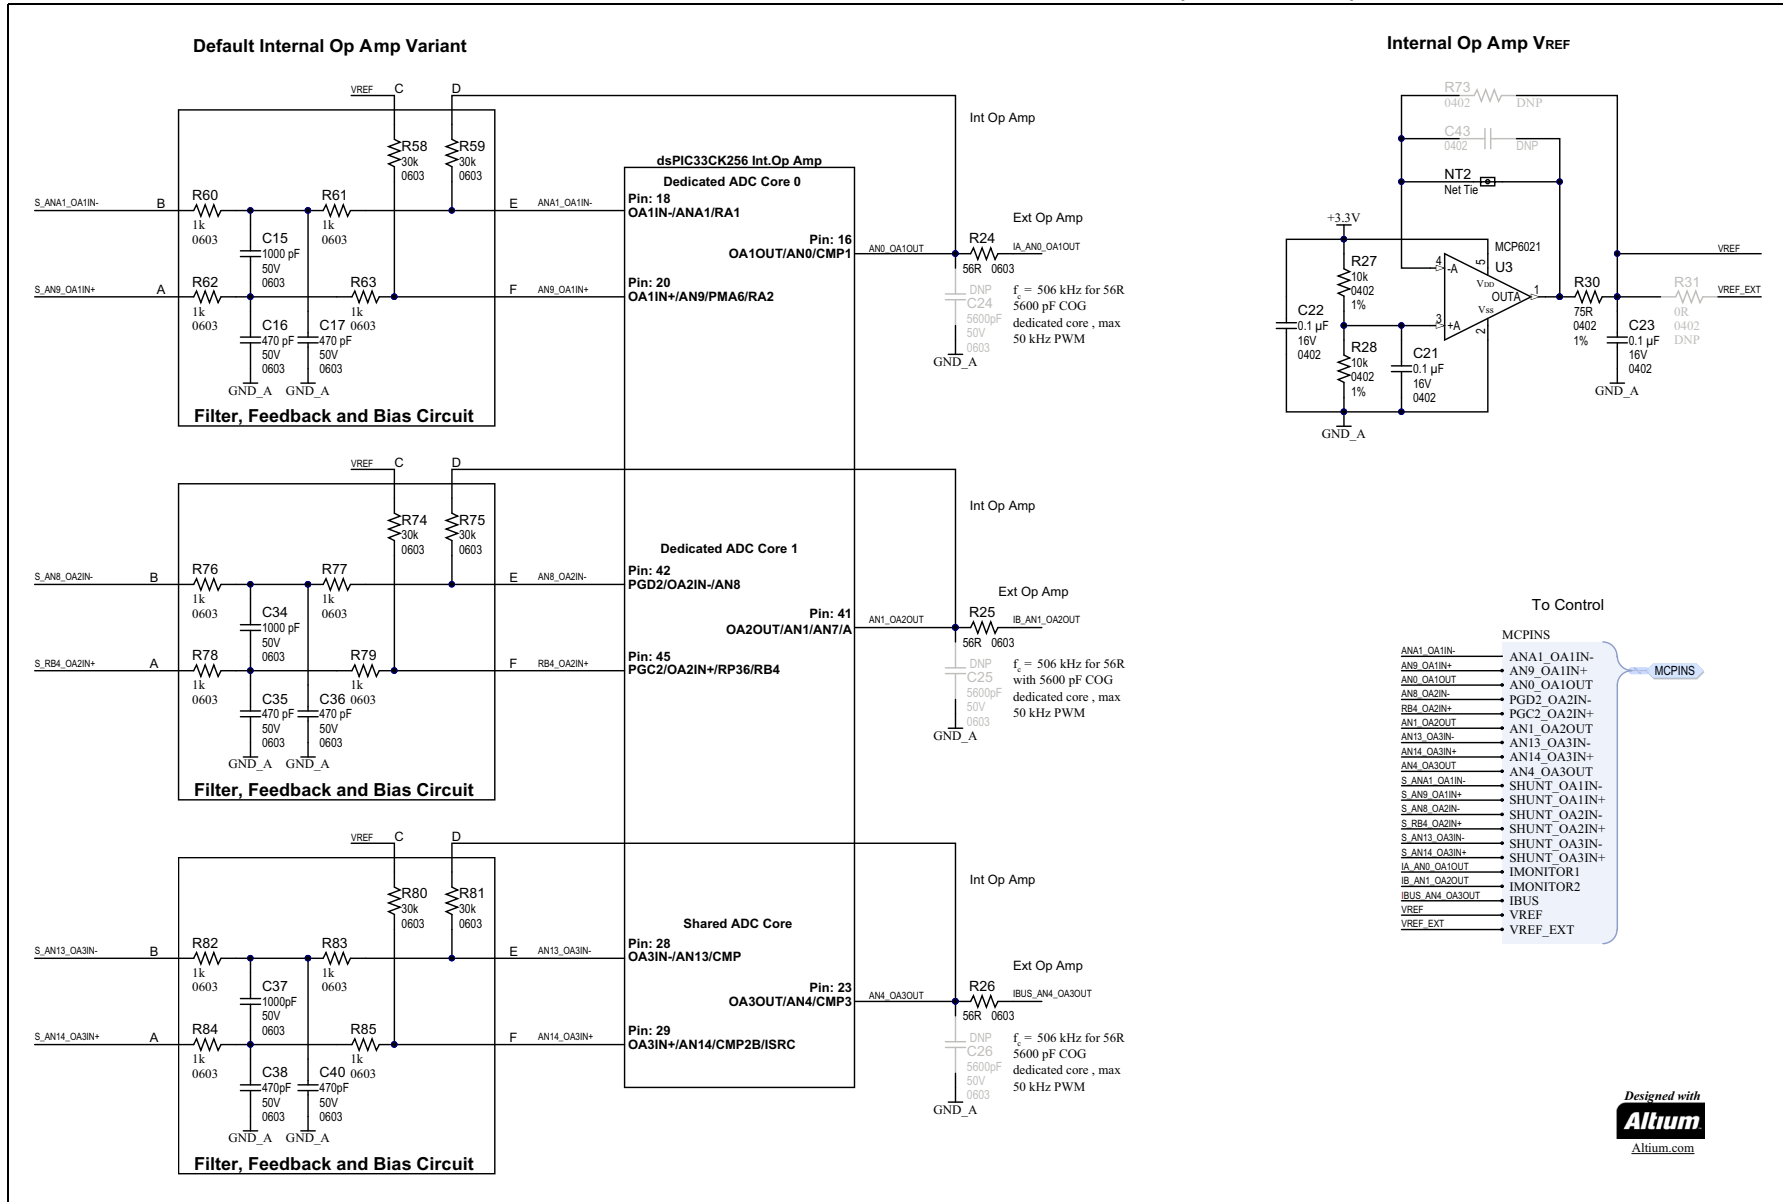 Default Internal Op Amp Variant
Internal Op Amp VREF
VREF
C
D
R58
30k
0603
R59
30k
0603
Int Op Amp
dsPIC33CK256 Int.Op Amp
Dedicated ADC Core 0
S_ANA1_OA1IN-
B
R60
1k
0603
R61
1k
0603
E
ANA1_OA1IN-
Pin: 18
OA1IN-/ANA1/RA1
C15
1000 pF
50V
0603
Pin: 16
OA1OUT/AN0/CMP1
AN0_OA1OUT
Ext Op Amp
R24
56R 0603
IA_AN0_OA1OUT
S_AN9_OA1IN+
A
R62
1k
0603
R63
1k
0603
F
AN9_OA1IN+
Pin: 20
OA1IN+/AN9/PMA6/RA2
C16
470 pF
50V
0603
C17
470 pF
50V
0603
GND_A
GND_A
DNP
C24
5600pF
50V
0603
GND_A
fc = 506 kHz for 56R
5600 pF COG
dedicated core , max
50 kHz PWM
Filter, Feedback and Bias Circuit
VREF
C
D
R74
30k
0603
R75
30k
0603
Int Op Amp
Dedicated ADC Core 1
S_AN8_OA2IN-
B
R76
1k
0603
R77
1k
0603
E
AN8_OA2IN-
Pin: 42
PGD2/OA2IN-/AN8
C34
1000 pF
50V
0603
Pin: 41
OA2OUT/AN1/AN7/A
AN1_OA2OUT
Ext Op Amp
R25
56R 0603
IB_AN1_OA2OUT
S_RB4_OA2IN+
A
R78
1k
0603
R79
1k
0603
F
RB4_OA2IN+
Pin: 45
PGC2/OA2IN+/RP36/RB4
C35
470 pF
50V
0603
C36
470 pF
50V
0603
GND_A
GND_A
DNP
C25
5600pF
50V
0603
GND_A
fc = 506 kHz for 56R
with 5600 pF COG
dedicated core , max
50 kHz PWM
Filter, Feedback and Bias Circuit
VREF
C
D
R80
30k
0603
R81
30k
0603
Int Op Amp
Shared ADC Core
S_AN13_OA3IN-
B
R82
1k
0603
R83
1k
0603
E
AN13_OA3IN-
Pin: 28
OA3IN-/AN13/CMP
C37
1000pF
50V
0603
Pin: 23
OA3OUT/AN4/CMP3
AN4_OA3OUT
Ext Op Amp
R26
56R 0603
IBUS_AN4_OA3OUT
S_AN14_OA3IN+
A
R84
1k
0603
R85
1k
0603
F
AN14_OA3IN+
Pin: 29
OA3IN+/AN14/CMP2B/ISRC
C38
470pF
50V
0603
C40
470pF
50V
0603
GND_A
GND_A
DNP
C26
5600pF
50V
0603
GND_A
fc = 506 kHz for 56R
5600 pF COG
dedicated core , max
50 kHz PWM
Filter, Feedback and Bias Circuit
R73
0402
DNP
C43
0402
DNP
NT2
Net Tie
+3.3V
MCP6021
U3
4
-A
5
VDD
OUTA
1
3
+A
Vss
2
R27
10k
0402
1%
R28
10k
0402
1%
C22
0.1 µF
16V
0402
C21
0.1 µF
16V
0402
GND_A
R30
75R
0402
1%
C23
0.1 µF
16V
0402
GND_A
R31
0R
0402
DNP
VREF
VREF_EXT
To Control
MCPINS
ANA1_OA1IN- ANA1_OA1IN-
AN9_OA1IN+ AN9_OA1IN+
AN0_OA1OUT AN0_OA1OUT
AN8_OA2IN- PGD2_OA2IN-
RB4_OA2IN+ PGC2_OA2IN+
AN1_OA2OUT AN1_OA2OUT
AN13_OA3IN- AN13_OA3IN-
AN14_OA3IN+ AN14_OA3IN+
AN4_OA3OUT AN4_OA3OUT
S_ANA1_OA1IN- SHUNT_OA1IN-
S_AN9_OA1IN+ SHUNT_OA1IN+
S_AN8_OA2IN- SHUNT_OA2IN-
S_RB4_OA2IN+ SHUNT_OA2IN+
S_AN13_OA3IN- SHUNT_OA3IN-
S_AN14_OA3IN+ SHUNT_OA3IN+
IA_AN0_OA1OUT IMONITOR1
IB_AN1_OA2OUT IMONITOR2
IBUS_AN4_OA3OUT IBUS
VREF VREF
VREF_EXT VREF_EXT
MCPINS
Designed with
Altium
Altium.com